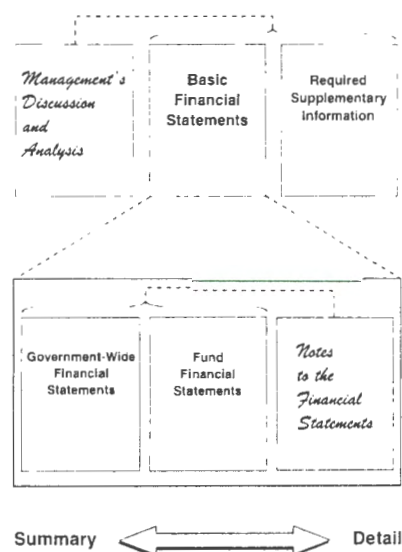 Management's
Discussion
and
Analysis
Basic
Financial
Statements
Required
Supplementary
Information
Government-Wide
Financial
Statements
Fund
Financial
Statements
Notes
to the
Financial
Statements
Summary
Detail